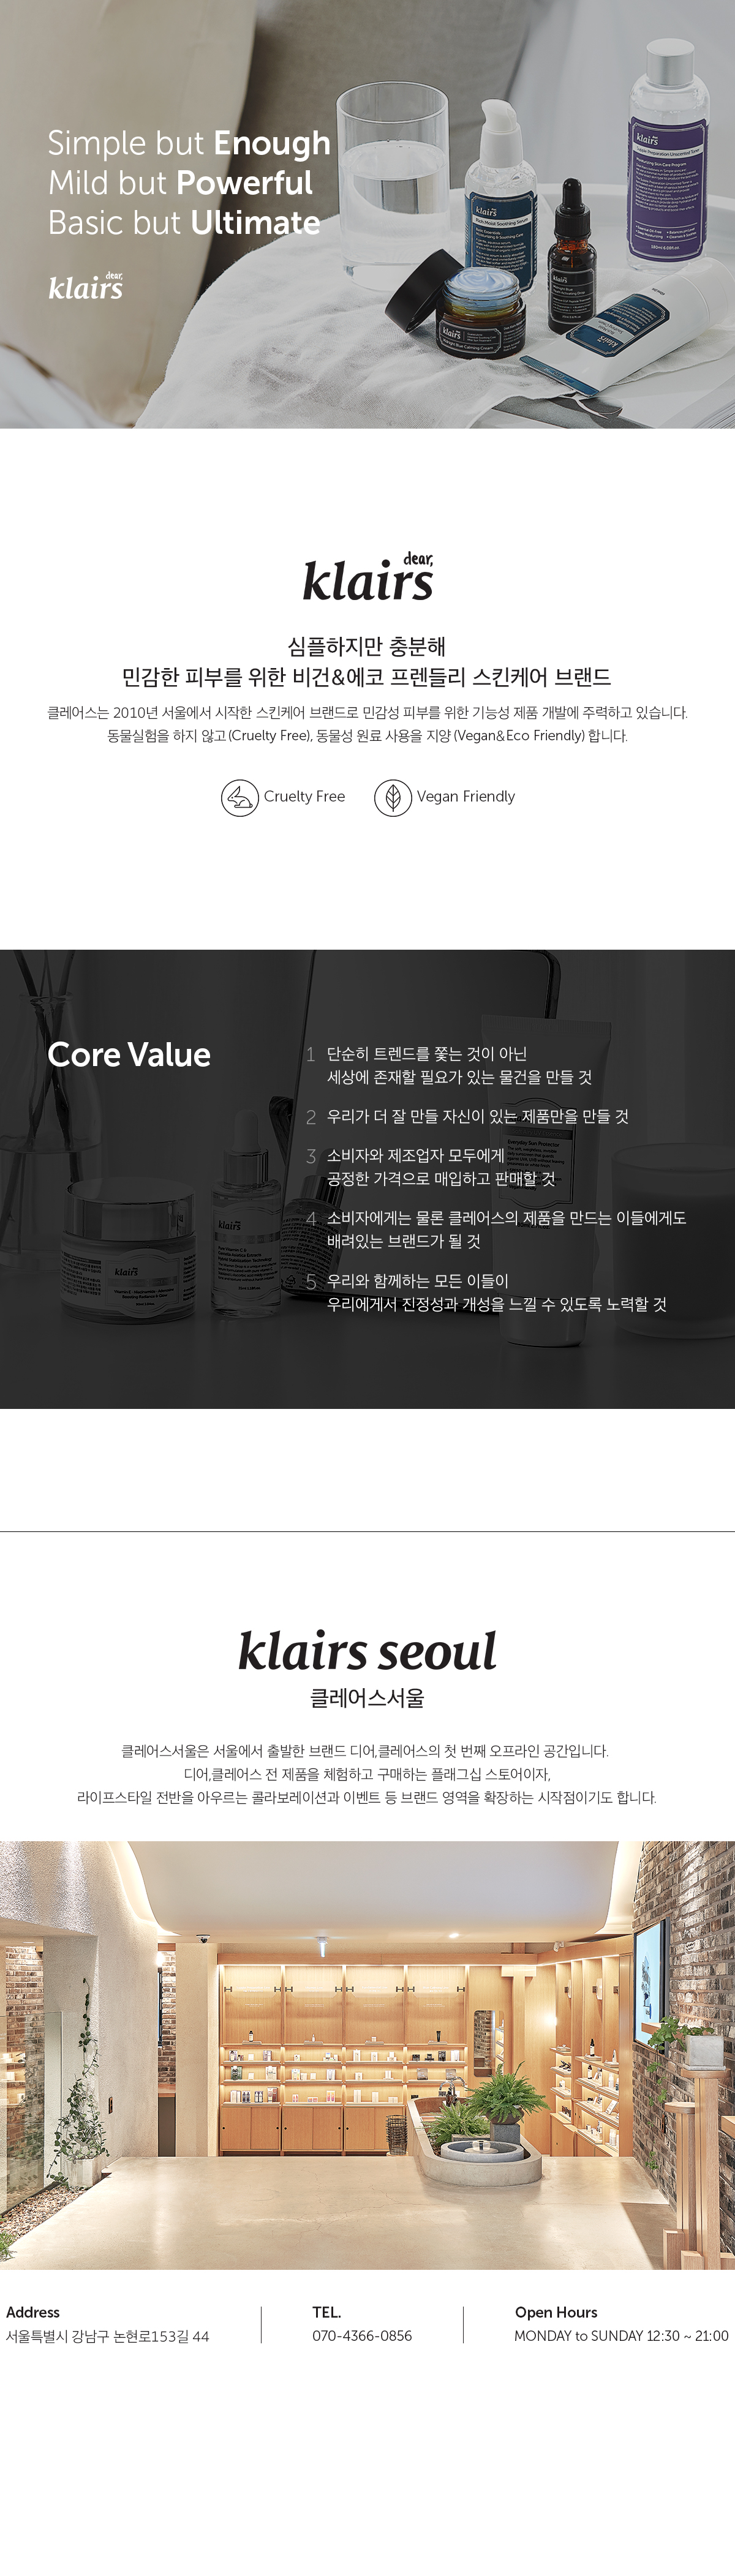 Simple but Enough
Mild but Powerful
Basic but Ultimate
dear,
klairs
klairs
klairs
klairs
klairs
Rich Moist Soothing Serum
Midnight Blue Calming Cream
dear,
klairs
심플하지만 충분해
민감한 피부를 위한 비건&에코 프렌들리 스킨케어 브랜드
클레어스는 2010년 서울에서 시작한 스킨케어 브랜드로 민감성 피부를 위한 기능성 제품 개발에 주력하고 있습니다.
동물실험을 하지 않고(Cruelty Free), 동물성 원료 사용을 지양(Vegan&Eco Friendly) 합니다.
Cruelty Free
Vegan Friendly
Core Value
1 단순히 트렌드를 쫓는 것이 아닌
세상에 존재할 필요가 있는 물건을 만들 것
2 우리가 더 잘 만들 자신이 있는 제품만을 만들 것
3 소비자와 제조업자 모두에게
공정한 가격으로 매입하고 판매할 것
4 소비자에게는 물론 클레어스의 제품을 만드는 이들에게도
배려있는 브랜드가 될 것
5 우리와 함께하는 모든 이들이
우리에게서 진정성과 개성을 느낄 수 있도록 노력할 것
Everyday Sun Protector
klairs
klairs
klairs seoul
클레어스서울
클레어스서울은 서울에서 출발한 브랜드 디어,클레어스의 첫 번째 오프라인 공간입니다.
디어,클레어스 전 제품을 체험하고 구매하는 플래그십 스토어이자,
라이프스타일 전반을 아우르는 콜라보레이션과 이벤트 등 브랜드 영역을 확장하는 시작점이기도 합니다.
Address
서울특별시 강남구 논현로153길 44
TEL.
070-4366-0856
Open Hours
MONDAY to SUNDAY 12:30 ~ 21:00